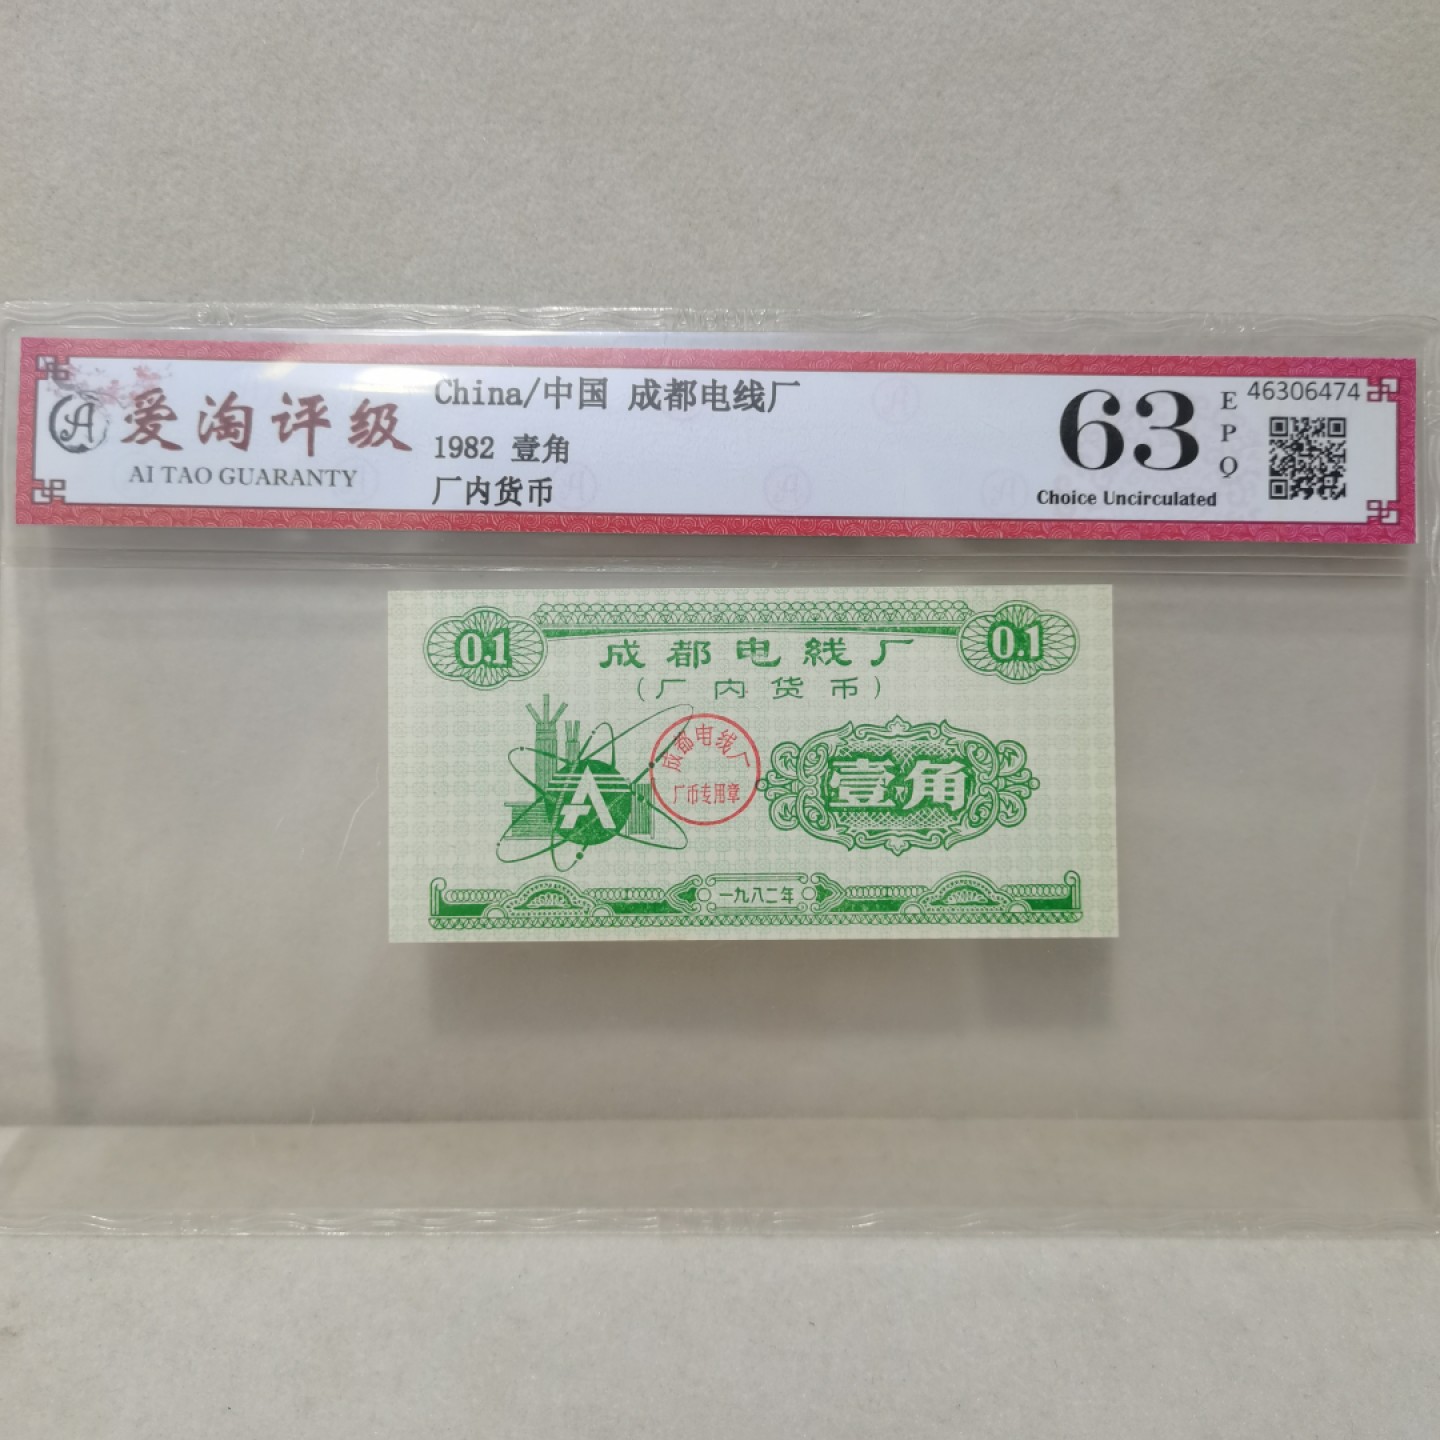 爱淘评级
AI TAO GUARANTY
China/中国 成都电线厂
1982 壹角
厂内货币
63
EPQ
Choice Uncirculated
46306474
0.1
成都电線厂
0.1
(厂内货币)
A
成都电线厂
厂币专用章
壹角
一九八二年